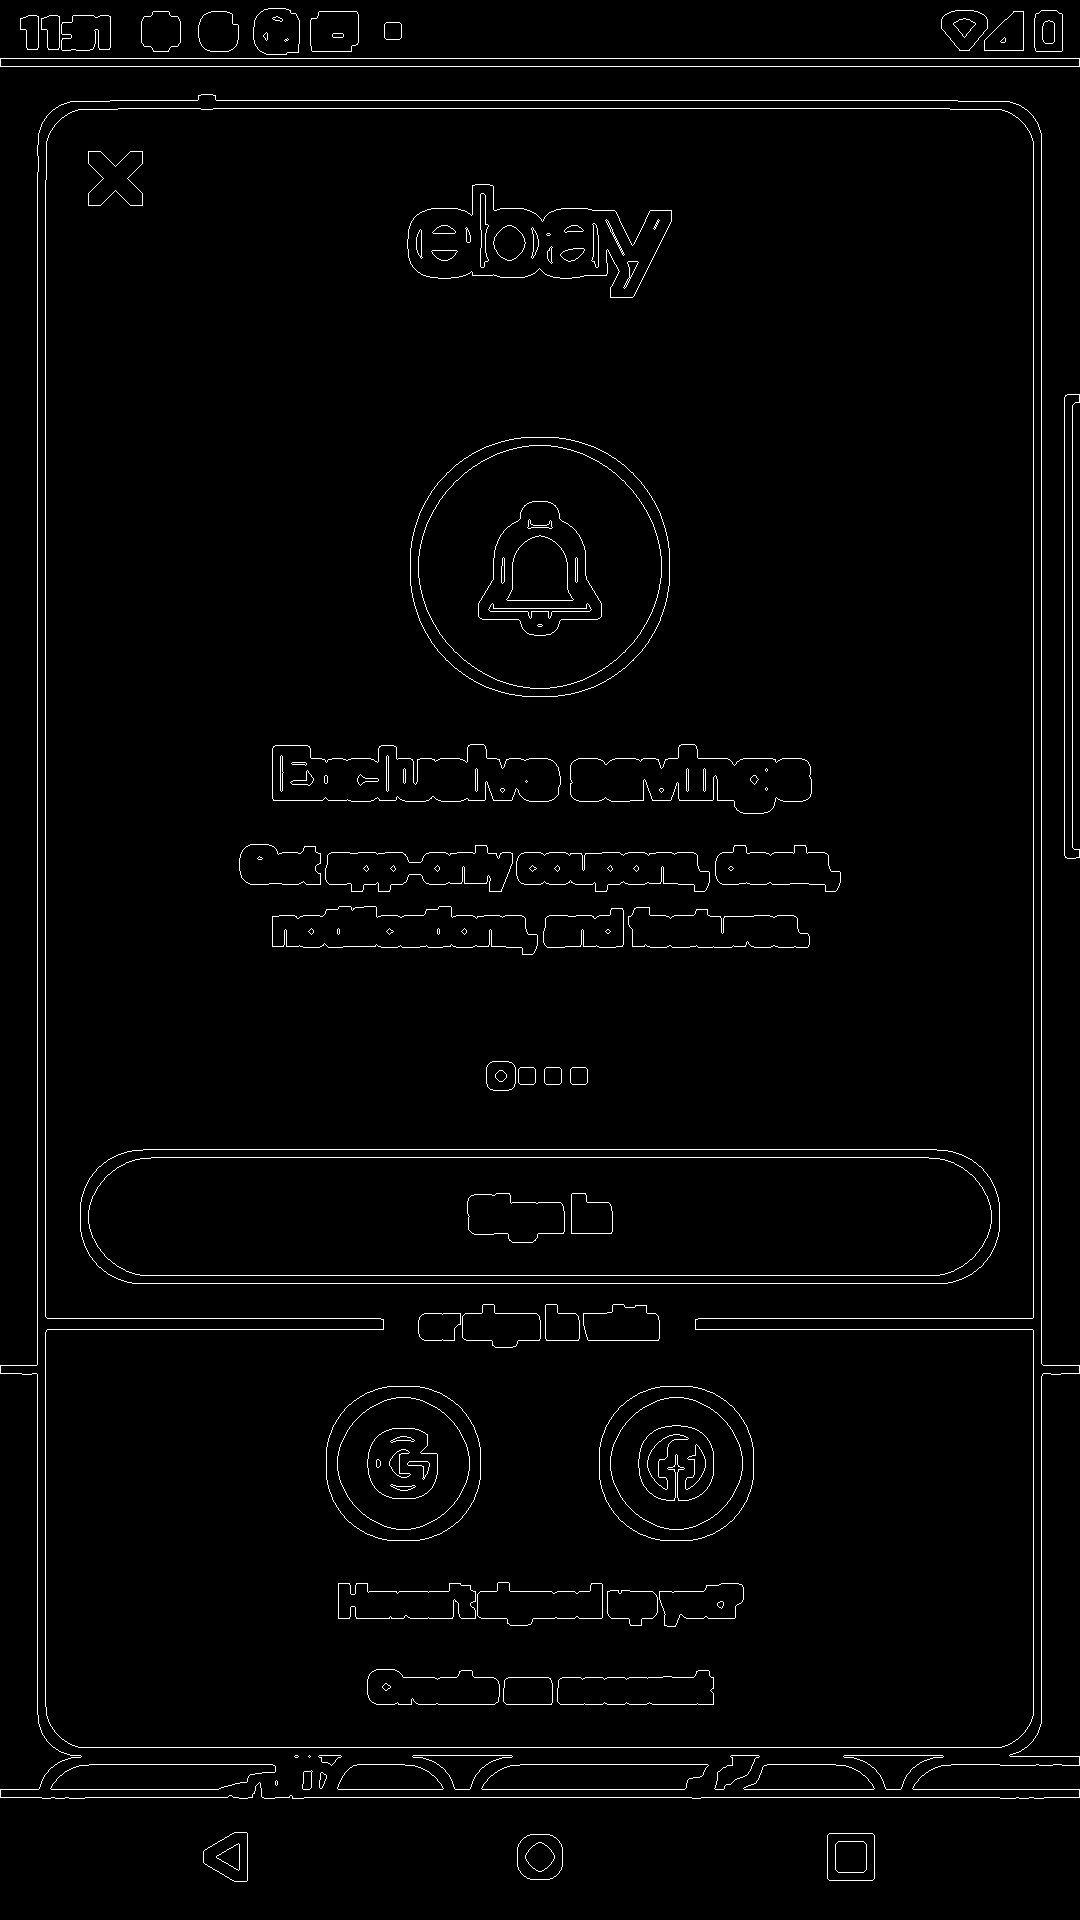 11:31
ebay
Exclusive savings
Get app-only coupons, deals,
notifications, and features.
Sign in
or sign in with
G f
Haven't signed up yet?
Create an account